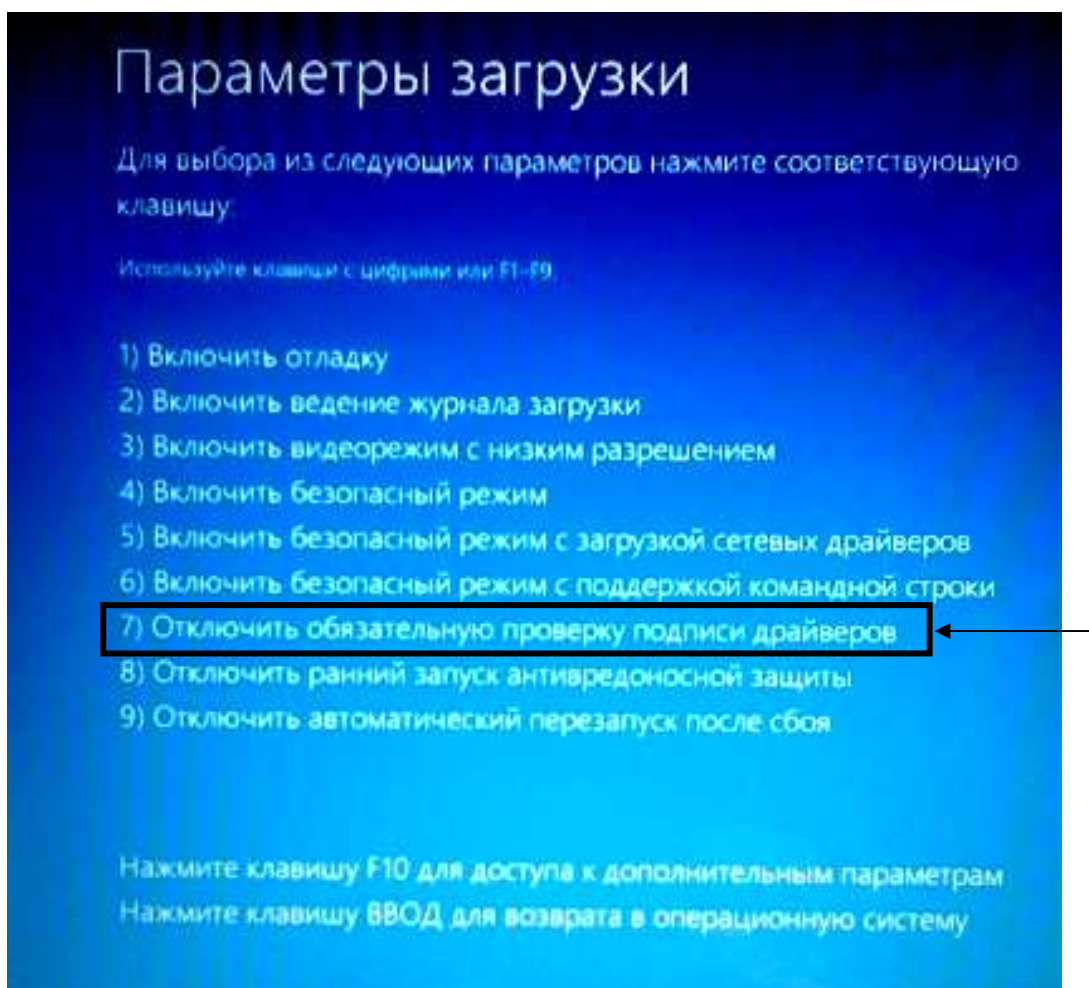 Параметры загрузки
Для выбора из следующих параметров нажмите соответствующую
клавишу:
Используйте клавиши с цифрами или F1-F9.
1) Включить отладку
2) Включить ведение журнала загрузки
3) Включить видеорежим с низким разрешением
4) Включить безопасный режим
5) Включить безопасный режим с загрузкой сетевых драйверов
6) Включить безопасный режим с поддержкой командной строки
7) Отключить обязательную проверку подписи драйверов
8) Отключить ранний запуск антивредоносной защиты
9) Отключить автоматический перезапуск после сбоя
Нажмите клавишу F10 для доступа к дополнительным параметрам
Нажмите клавишу ВВОД для возврата в операционную систему